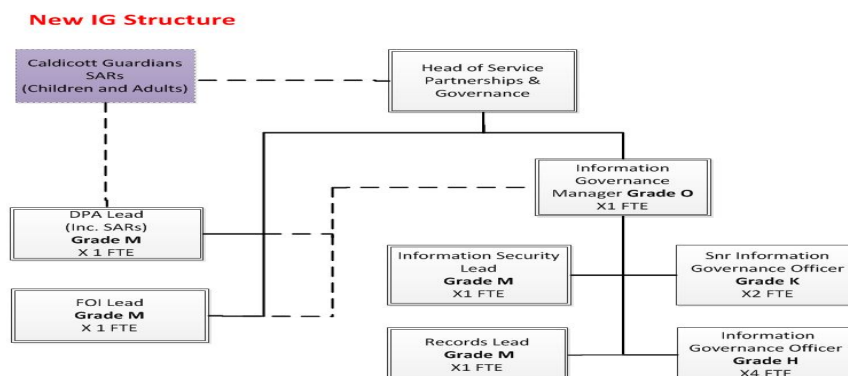 New IG Structure
Caldicott Guardians
SARs
(Children and Adults)
Head of Service
Partnerships &
Governance
Information
Governance
Manager Grade O
X1 FTE
DPA Lead
(Inc. SARs)
Grade M
X 1 FTE
Information Security
Lead
Grade M
X1 FTE
Snr Information
Governance Officer
Grade K
X2 FTE
FOI Lead
Grade M
X 1 FTE
Records Lead
Grade M
X1 FTE
Information
Governance Officer
Grade H
X4 FTE